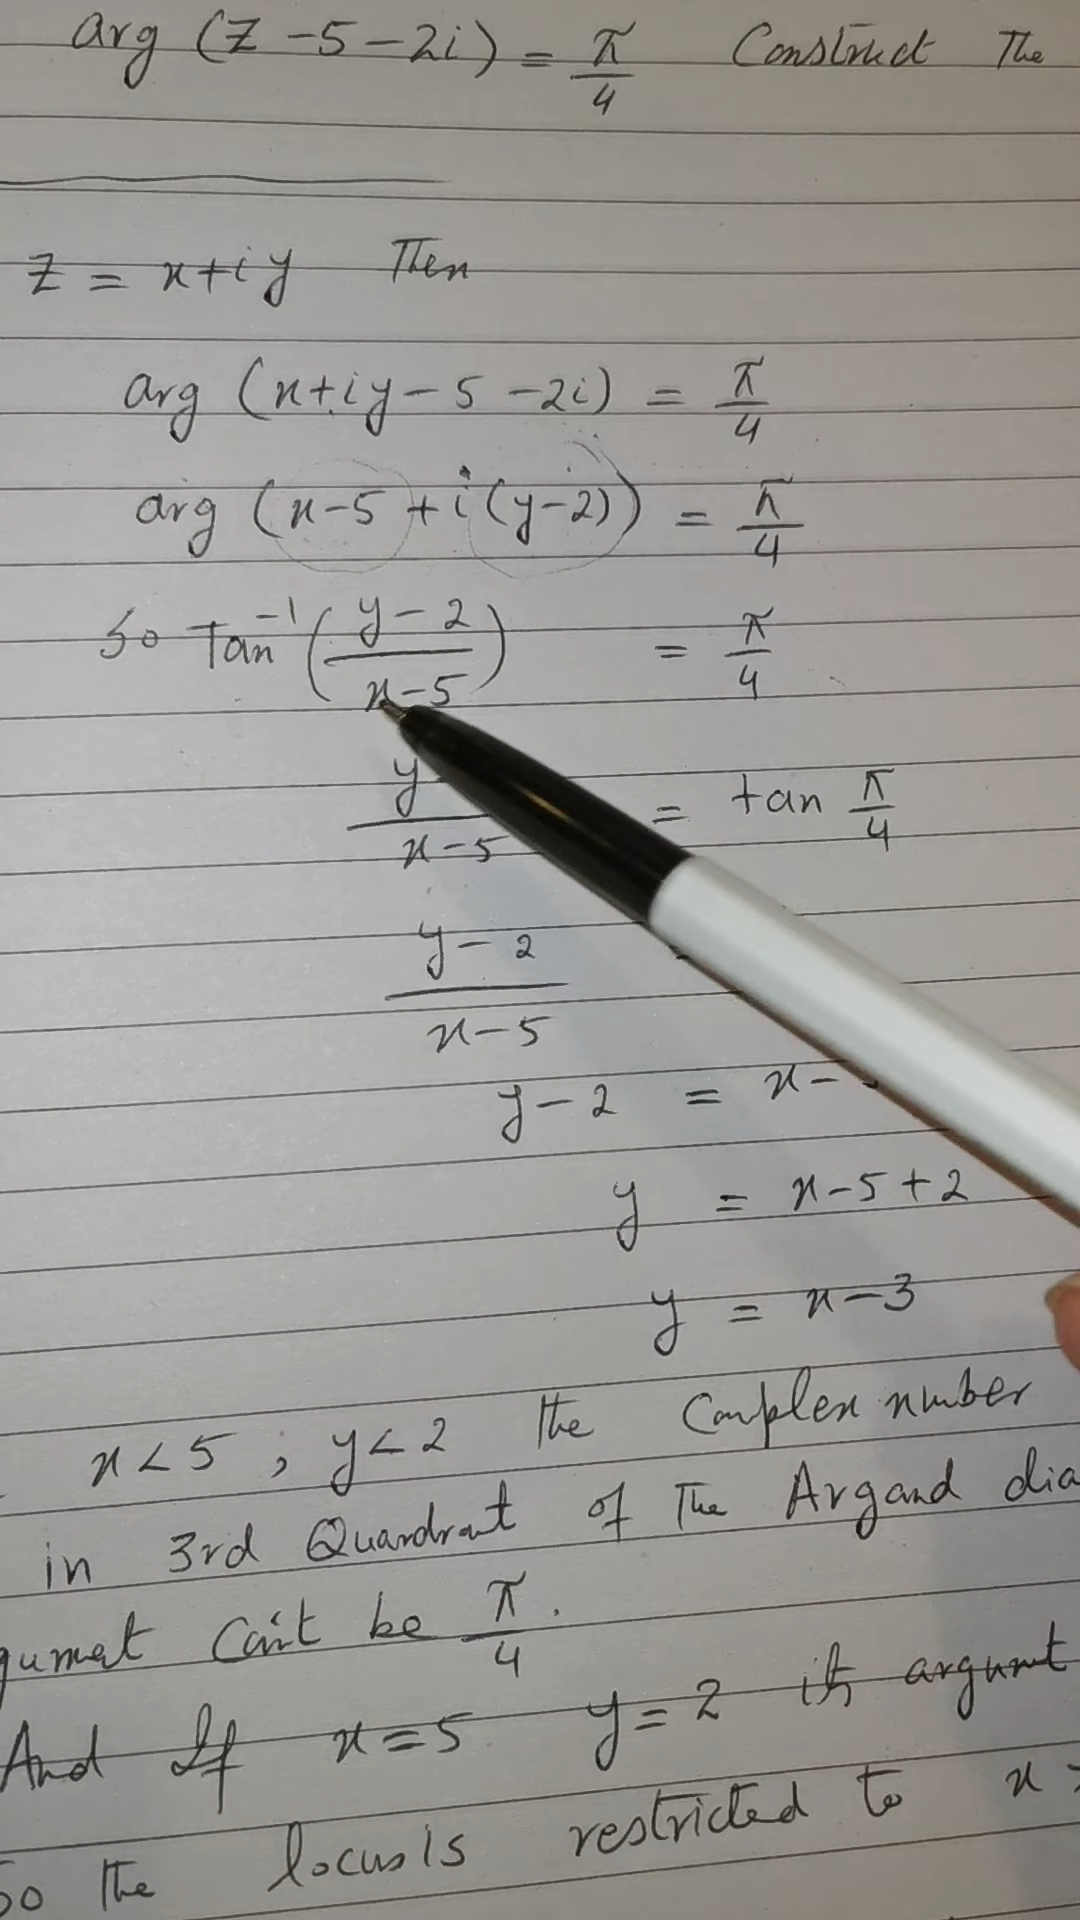 arg (z - 5 - 2i) = π/4 Construct The
z = x + iy Then
arg (x + iy - 5 - 2i) = π/4
arg (x - 5 + i(y - 2)) = π/4
So Tan⁻¹((y - 2)/(x - 5)) = π/4
y /(x - 5) = tan π/4
(y - 2)/(x - 5)
y - 2 = x -
y = x - 5 + 2
y = x - 3
x < 5 ; y < 2 the Complex number
in 3rd Quadrant of The Argand dia
gumet Can't be π/4.
And If x = 5 y = 2 its argumt
So the locus is restricted to x